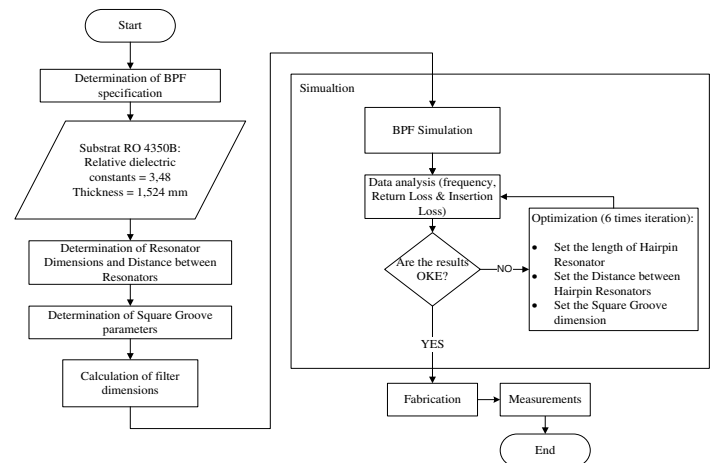 Start
Determination of BPF
specification
Substrat RO 4350B:
Relative dielectric
constants = 3,48
Thickness = 1,524 mm
Determination of Resonator
Dimensions and Distance between
Resonators
Determination of Square Groove
parameters
Calculation of filter
dimensions
Simualtion
BPF Simulation
Data analysis (frequency,
Return Loss & Insertion
Loss)
Are the results
OKE?
NO
Optimization (6 times iteration):
• Set the length of Hairpin
Resonator
• Set the Distance between
Hairpin Resonators
• Set the Square Groove
dimension
YES
Fabrication
Measurements
End